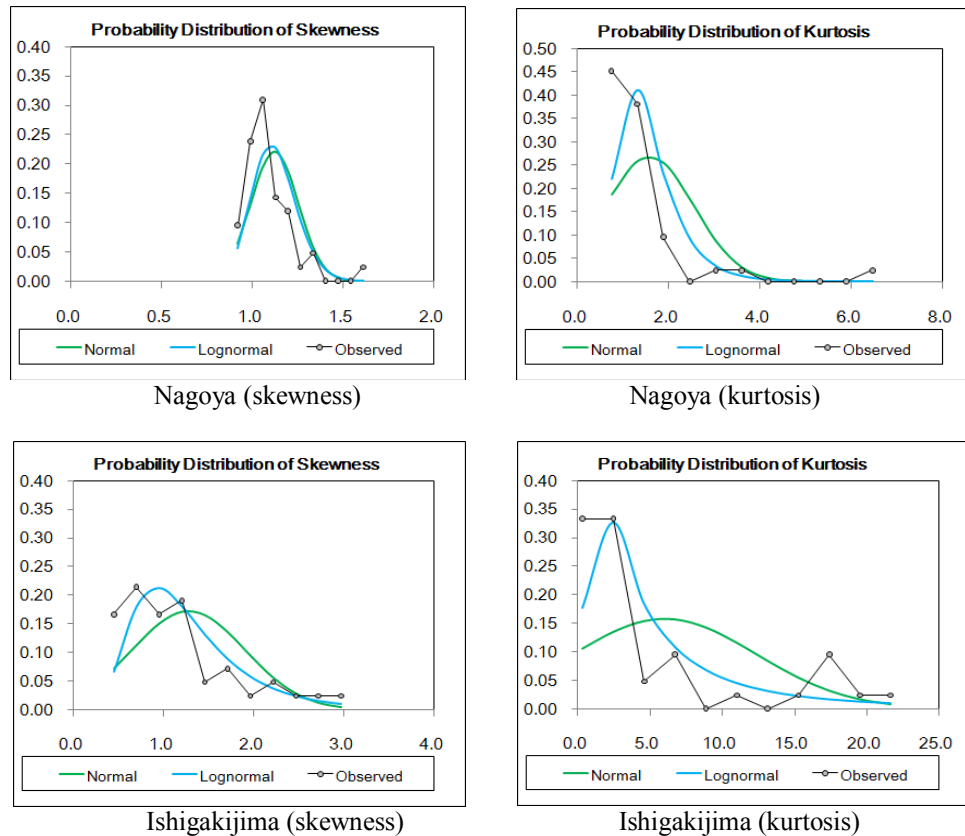 Probability Distribution of Skewness
0.40
0.35
0.30
0.25
0.20
0.15
0.10
0.05
0.00
0.0 0.5 1.0 1.5 2.0
Normal Lognormal Observed
Nagoya (skewness)
Probability Distribution of Kurtosis
0.50
0.45
0.40
0.35
0.30
0.25
0.20
0.15
0.10
0.05
0.00
0.0 2.0 4.0 6.0 8.0
Normal Lognormal Observed
Nagoya (kurtosis)
Probability Distribution of Skewness
0.40
0.35
0.30
0.25
0.20
0.15
0.10
0.05
0.00
0.0 1.0 2.0 3.0 4.0
Normal Lognormal Observed
Ishigakijima (skewness)
Probability Distribution of Kurtosis
0.40
0.35
0.30
0.25
0.20
0.15
0.10
0.05
0.00
0.0 5.0 10.0 15.0 20.0 25.0
Normal Lognormal Observed
Ishigakijima (kurtosis)